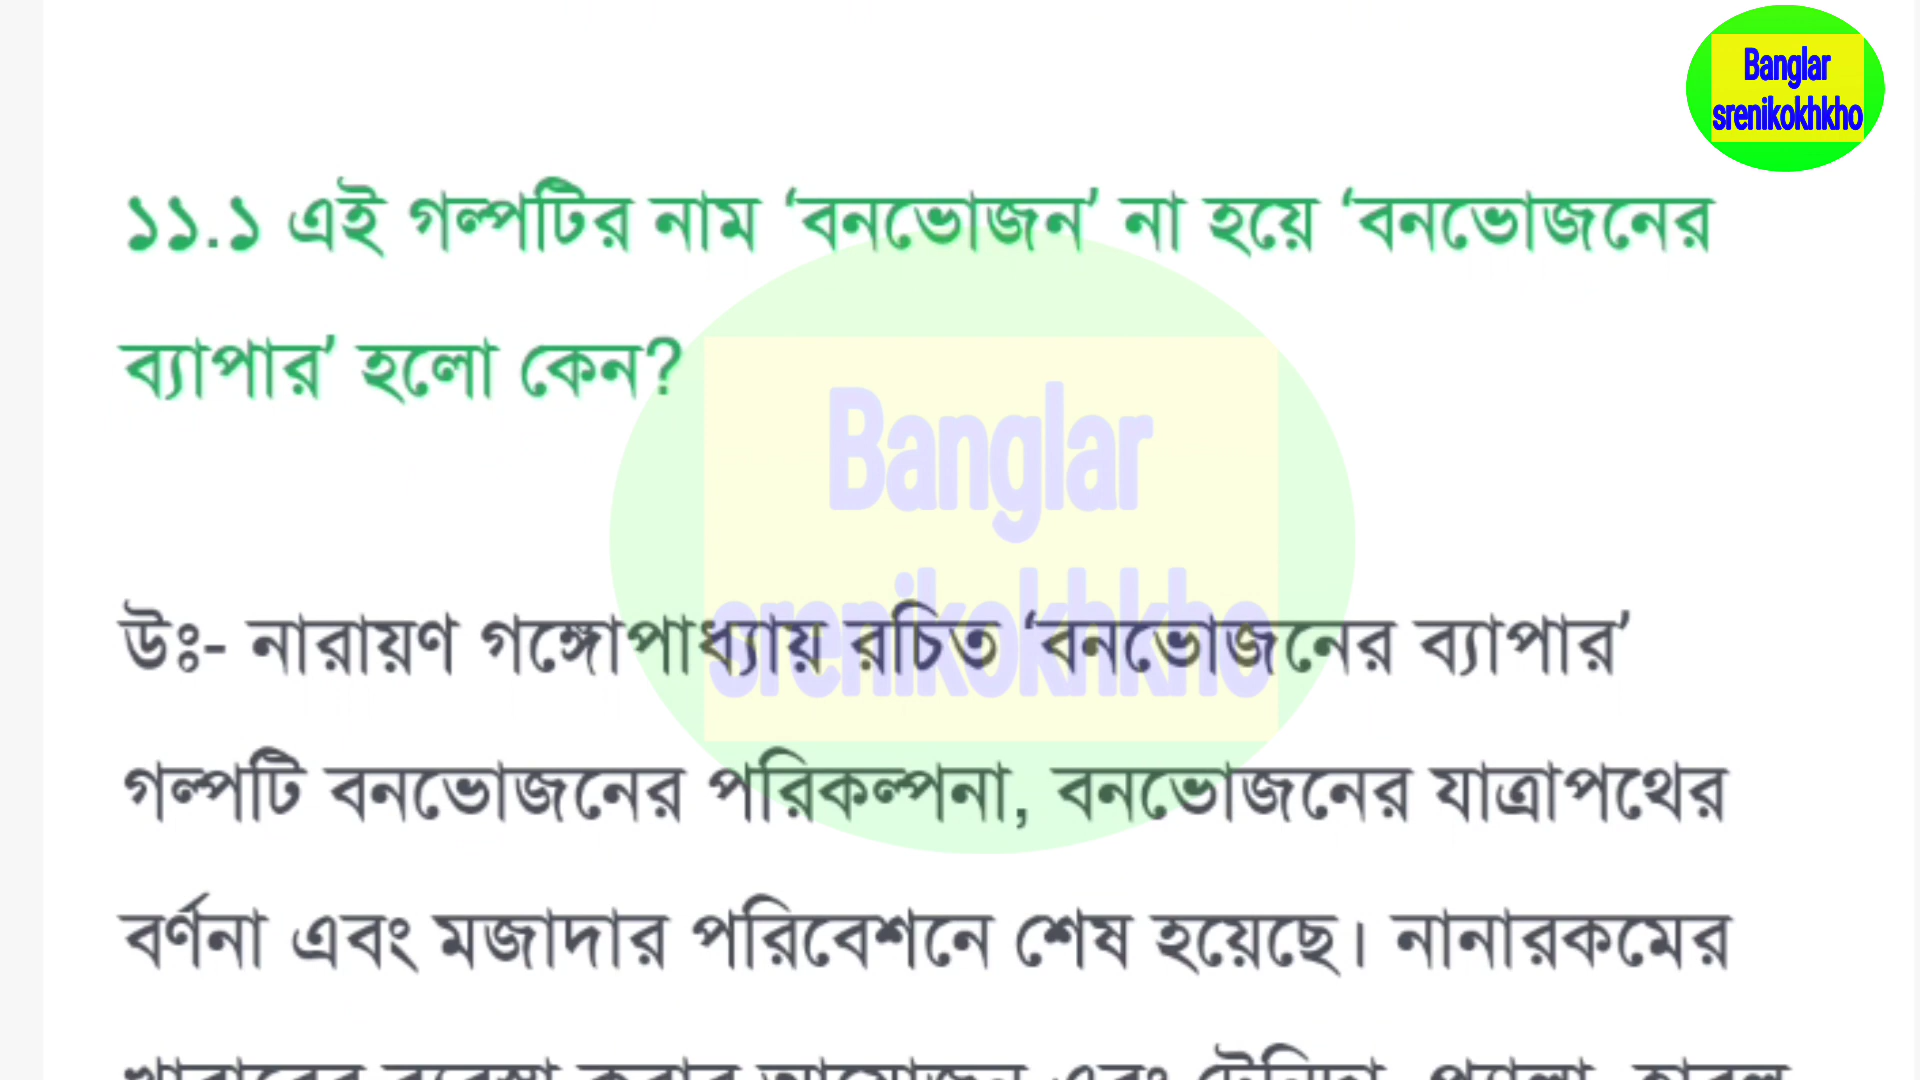 Banglar
srenikokhkho
১১.১ এই গল্পটির নাম ‘বনভোজন’ না হয়ে ‘বনভোজনের
ব্যাপার’ হলো কেন?
Banglar
srenikokhkho
উঃ- নারায়ণ গঙ্গোপাধ্যায় রচিত ‘বনভোজনের ব্যাপার’
গল্পটি বনভোজনের পরিকল্পনা, বনভোজনের যাত্রাপথের
বর্ণনা এবং মজাদার পরিবেশনে শেষ হয়েছে। নানারকমের